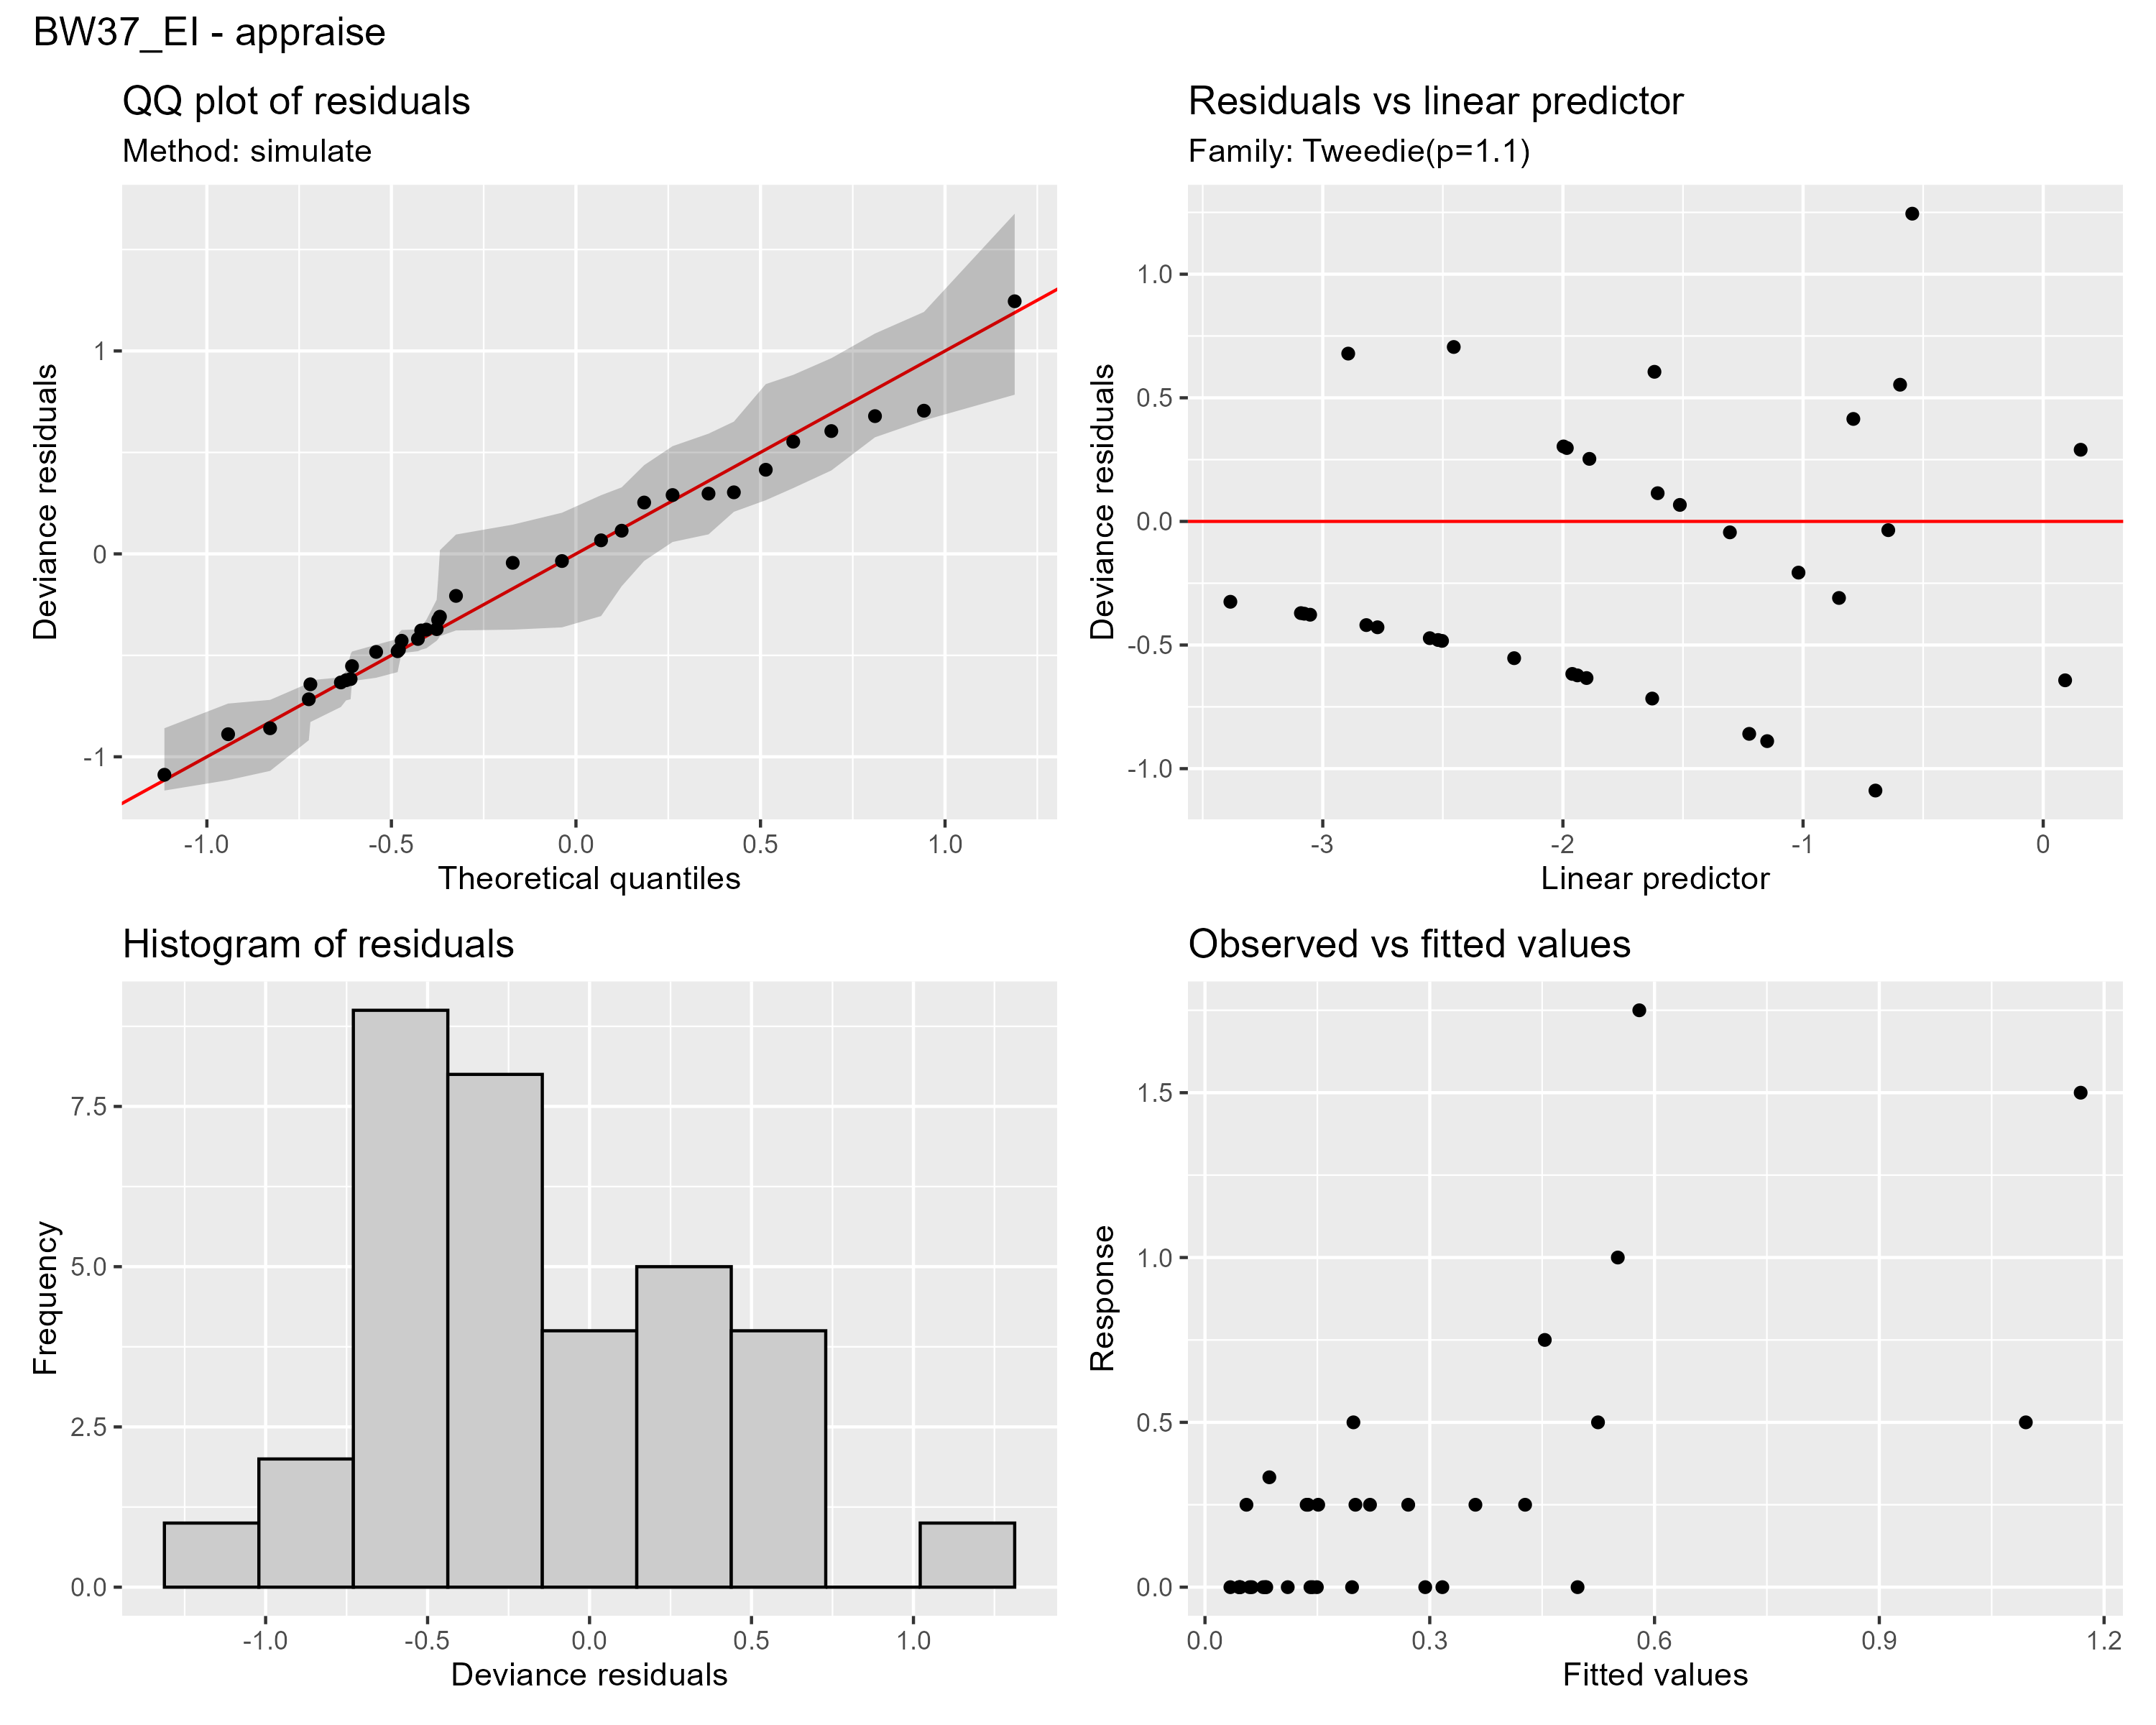 BW37_EI - appraise
QQ plot of residuals
Method: simulate
Deviance residuals
1
0
-1
-1.0 -0.5 0.0 0.5 1.0
Theoretical quantiles
Residuals vs linear predictor
Family: Tweedie(p=1.1)
Deviance residuals
1.0
0.5
0.0
-0.5
-1.0
-3 -2 -1 0
Linear predictor
Histogram of residuals
Frequency
7.5
5.0
2.5
0.0
-1.0 -0.5 0.0 0.5 1.0
Deviance residuals
Observed vs fitted values
Response
1.5
1.0
0.5
0.0
0.0 0.3 0.6 0.9 1.2
Fitted values